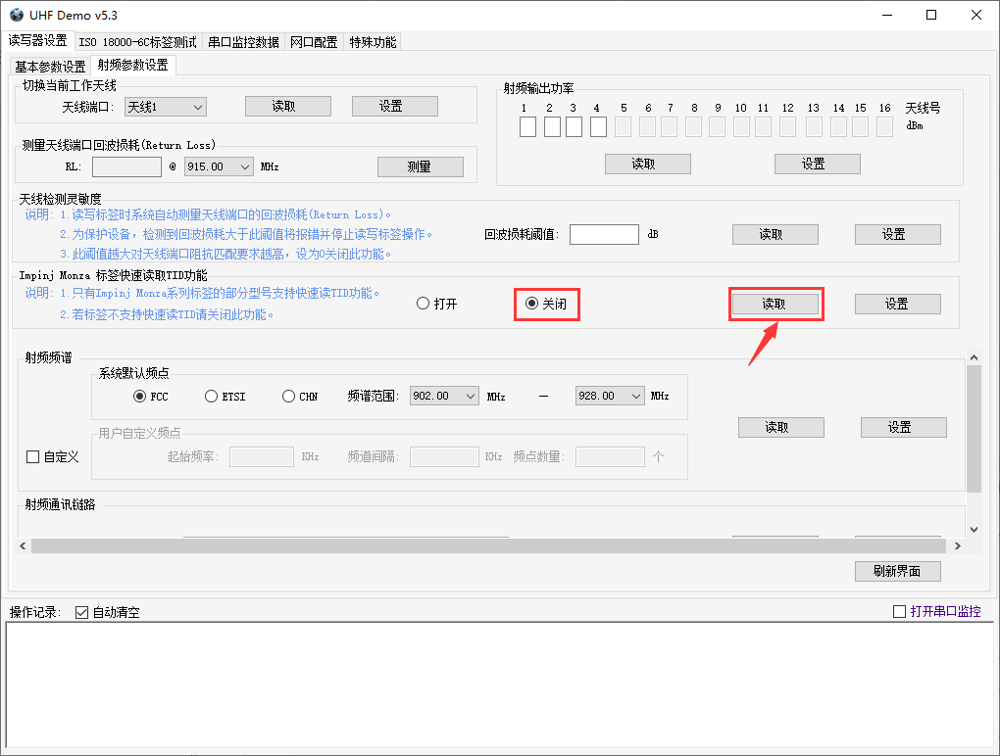 UHF Demo v5.3
读写器设置 ISO 18000-6C标签测试 串口监控数据 网口配置 特殊功能
基本参数设置 射频参数设置
切换当前工作天线
天线端口: 天线1 读取 设置
测量天线端口回波损耗(Return Loss)
RL: @ 915.00 MHz 测量
射频输出功率
1 2 3 4 5 6 7 8 9 10 11 12 13 14 15 16 天线号
dBm
读取 设置
天线检测灵敏度
说明: 1.读写标签时系统自动测量天线端口的回波损耗(Return Loss)。
2.为保护设备，检测到回波损耗大于此阈值将报错并停止读写标签操作。
3.此阈值越大对天线端口阻抗匹配要求越高，设为0关闭此功能。
回波损耗阈值: dB 读取 设置
Impinj Monza 标签快速读取TID功能
说明: 1.只有Impinj Monza系列标签的部分型号支持快速读TID功能。
2.若标签不支持快速读TID请关闭此功能。
打开 关闭 读取 设置
射频频谱
系统默认频点
FCC ETSI CHN 频谱范围: 902.00 MHz — 928.00 MHz
读取 设置
用户自定义频点
自定义 起始频率: KHz 频道间隔: KHz 频点数量: 个
射频通讯链路
刷新界面
操作记录: 自动清空 打开串口监控